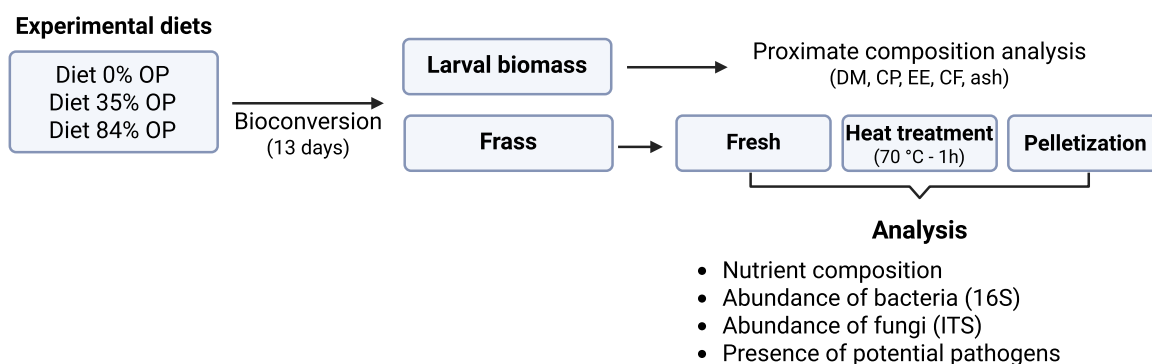 Experimental diets
Diet 0% OP
Diet 35% OP
Diet 84% OP
Bioconversion
(13 days)
Larval biomass
Proximate composition analysis
(DM, CP, EE, CF, ash)
Frass
Fresh
Heat treatment
(70 °C - 1h)
Pelletization
Analysis
• Nutrient composition
• Abundance of bacteria (16S)
• Abundance of fungi (ITS)
• Presence of potential pathogens